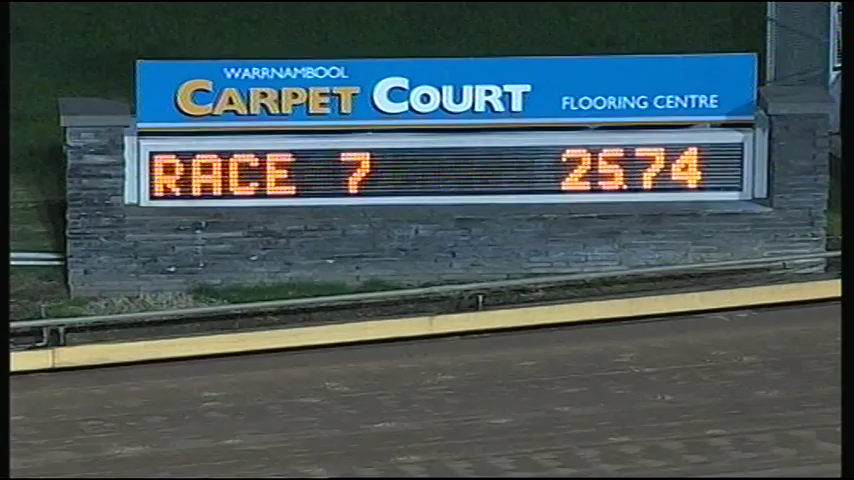 WARRNAMBOOL
CARPET COURT
FLOORING CENTRE
RACE 7 25.74